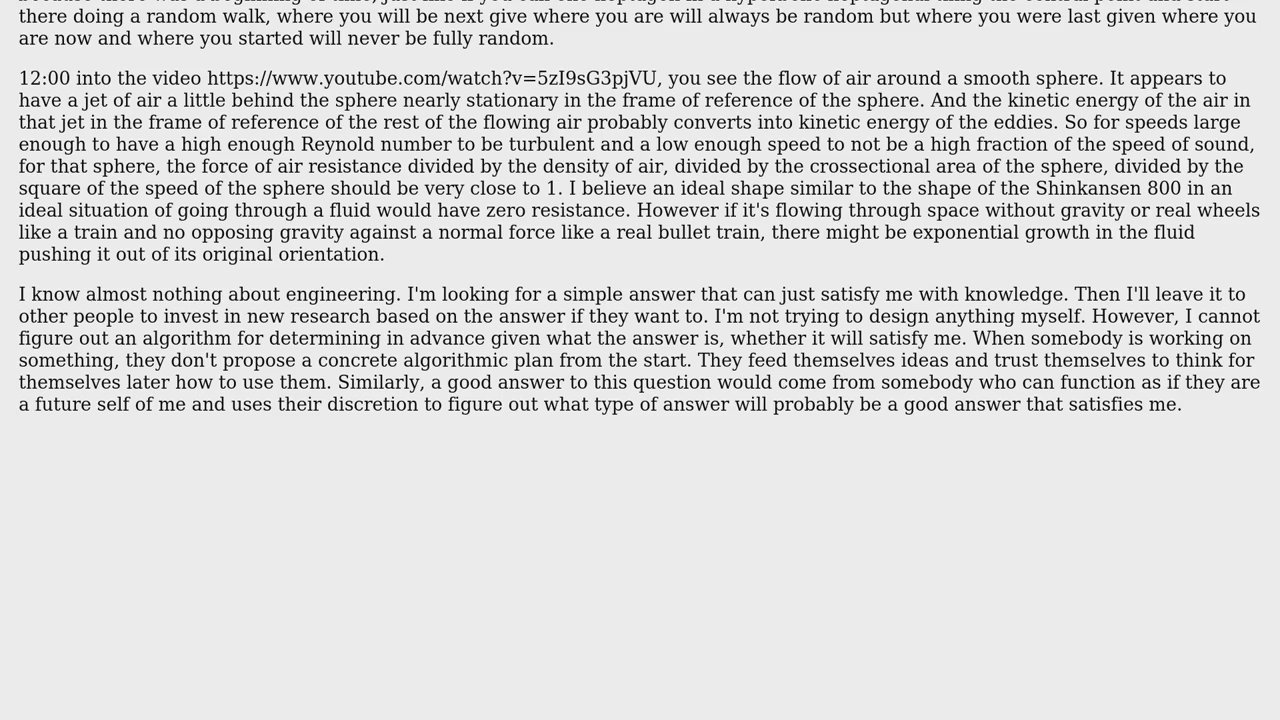 there doing a random walk, where you will be next give where you are will always be random but where you were last given where you
are now and where you started will never be fully random.
12:00 into the video https://www.youtube.com/watch?v=5zI9sG3pjVU, you see the flow of air around a smooth sphere. It appears to
have a jet of air a little behind the sphere nearly stationary in the frame of reference of the sphere. And the kinetic energy of the air in
that jet in the frame of reference of the rest of the flowing air probably converts into kinetic energy of the eddies. So for speeds large
enough to have a high enough Reynold number to be turbulent and a low enough speed to not be a high fraction of the speed of sound,
for that sphere, the force of air resistance divided by the density of air, divided by the crossectional area of the sphere, divided by the
square of the speed of the sphere should be very close to 1. I believe an ideal shape similar to the shape of the Shinkansen 800 in an
ideal situation of going through a fluid would have zero resistance. However if it's flowing through space without gravity or real wheels
like a train and no opposing gravity against a normal force like a real bullet train, there might be exponential growth in the fluid
pushing it out of its original orientation.
I know almost nothing about engineering. I'm looking for a simple answer that can just satisfy me with knowledge. Then I'll leave it to
other people to invest in new research based on the answer if they want to. I'm not trying to design anything myself. However, I cannot
figure out an algorithm for determining in advance given what the answer is, whether it will satisfy me. When somebody is working on
something, they don't propose a concrete algorithmic plan from the start. They feed themselves ideas and trust themselves to think for
themselves later how to use them. Similarly, a good answer to this question would come from somebody who can function as if they are
a future self of me and uses their discretion to figure out what type of answer will probably be a good answer that satisfies me.